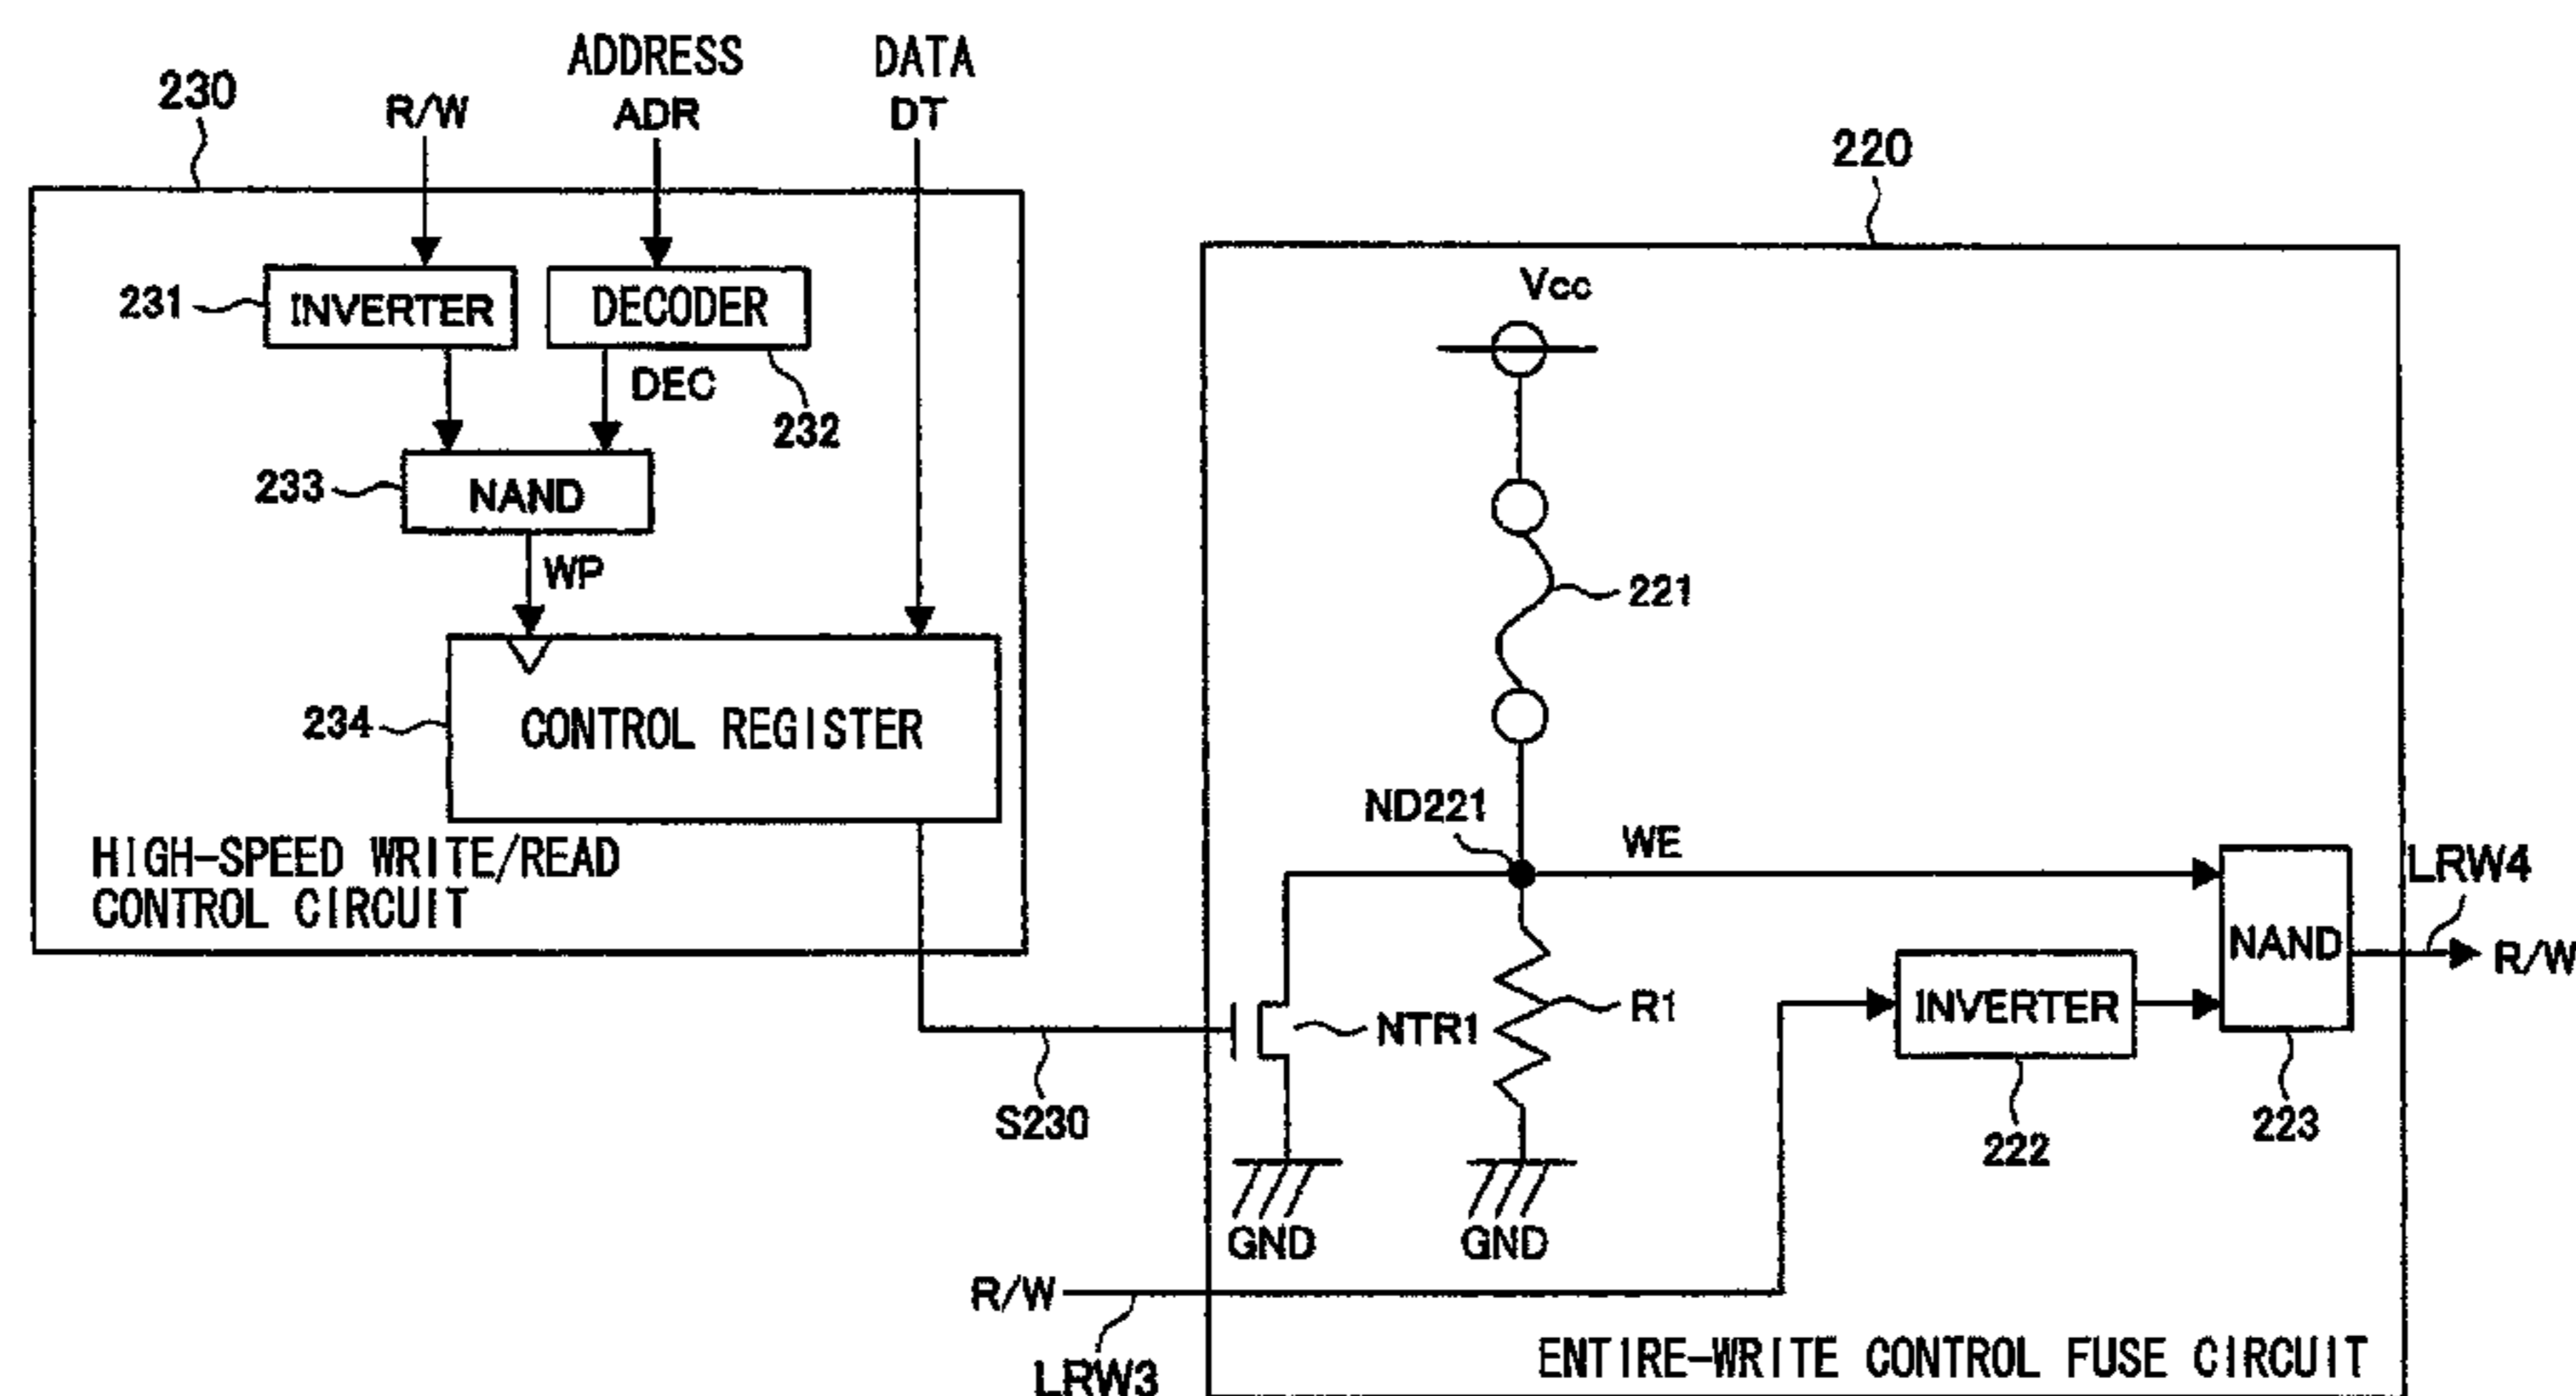 230
R/W
ADDRESS
ADR
DATA
DT
231
INVERTER
DECODER
DEC
232
233
NAND
WP
234
CONTROL REGISTER
HIGH-SPEED WRITE/READ
CONTROL CIRCUIT
S230
220
Vcc
221
ND221
WE
NTR1
R1
GND
GND
INVERTER
222
NAND
223
LRW4
R/W
R/W
LRW3
ENTIRE-WRITE CONTROL FUSE CIRCUIT